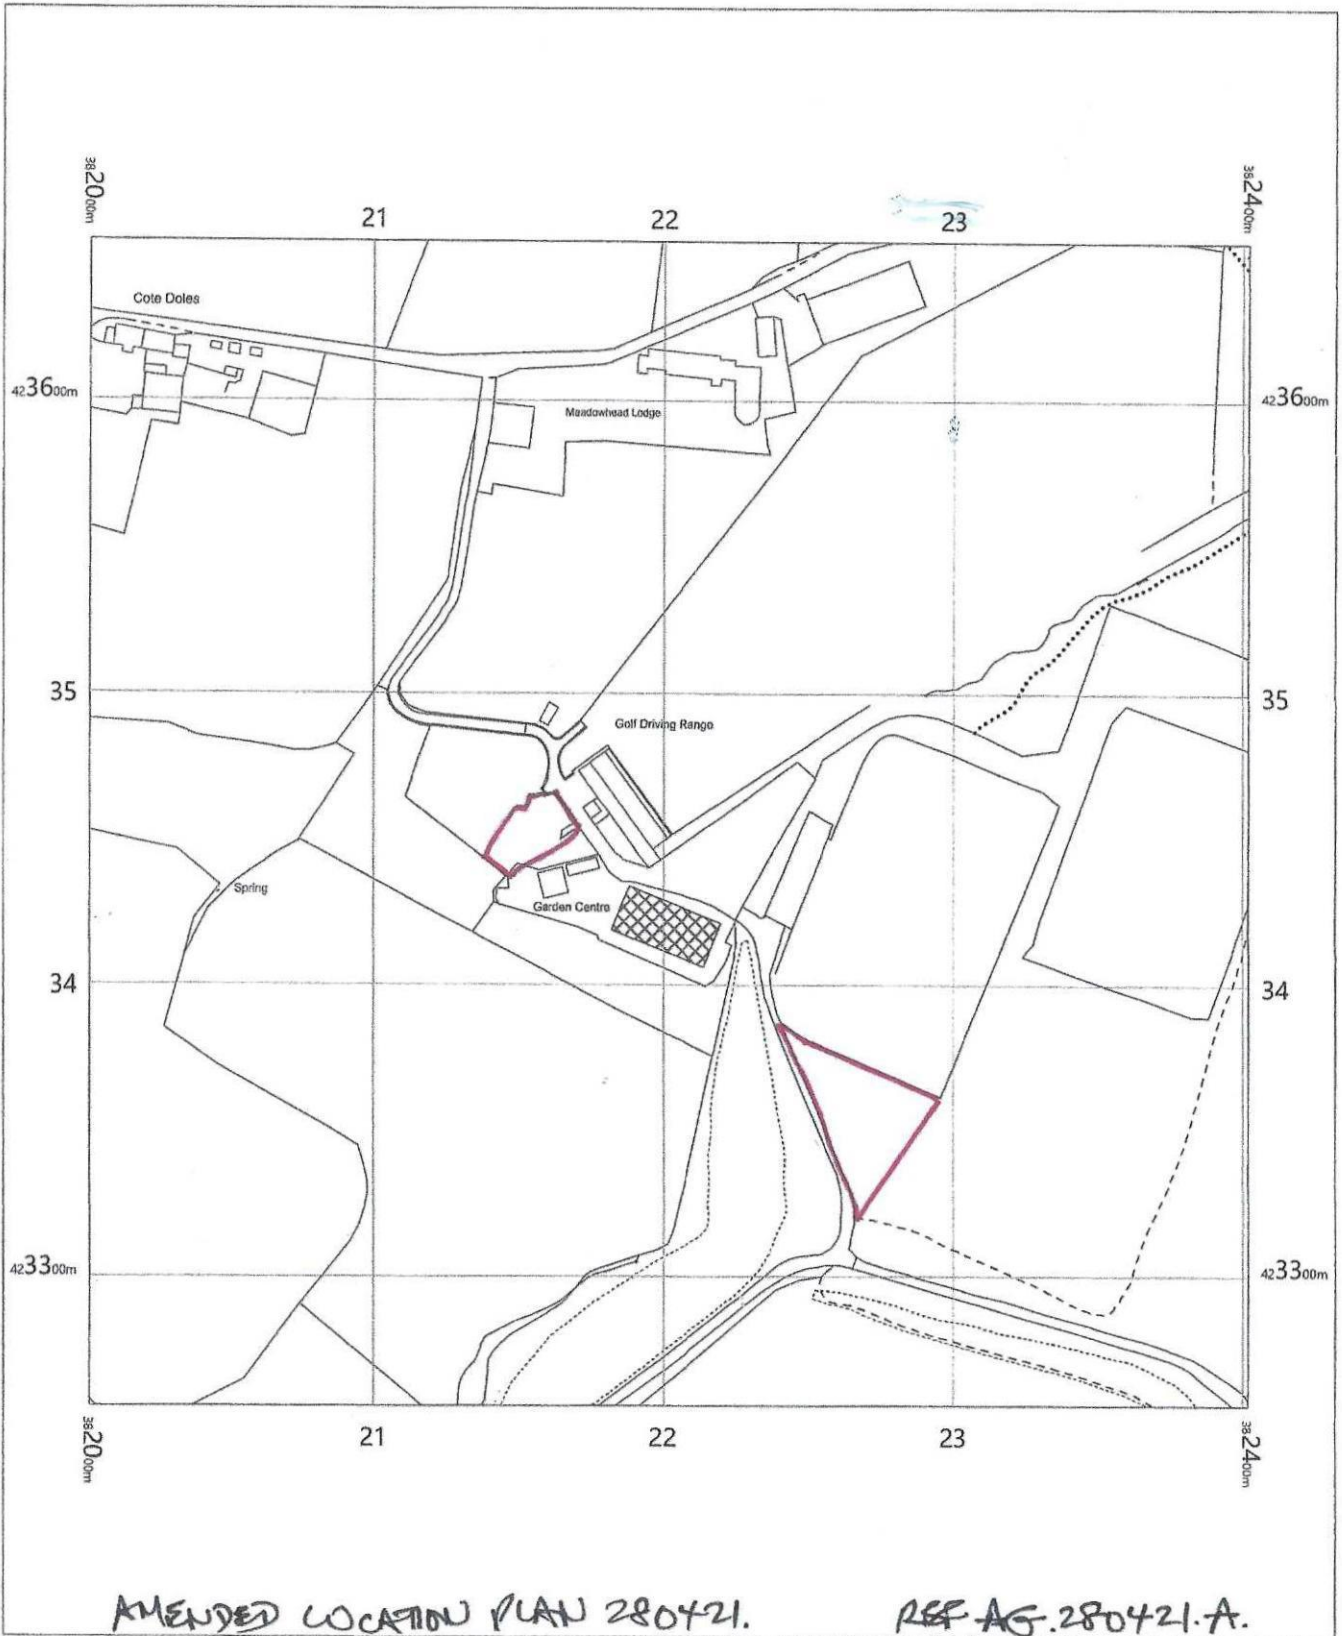 382000m
382400m
21 22 23
Cote Doles
423600m
Meadowhead Lodge
423600m
35
Golf Driving Range
35
Spring
Garden Centre
34
34
423300m
423300m
382000m
21 22 23
382400m
AMENDED LOCATION PLAN 280421. REF AG.280421.A.